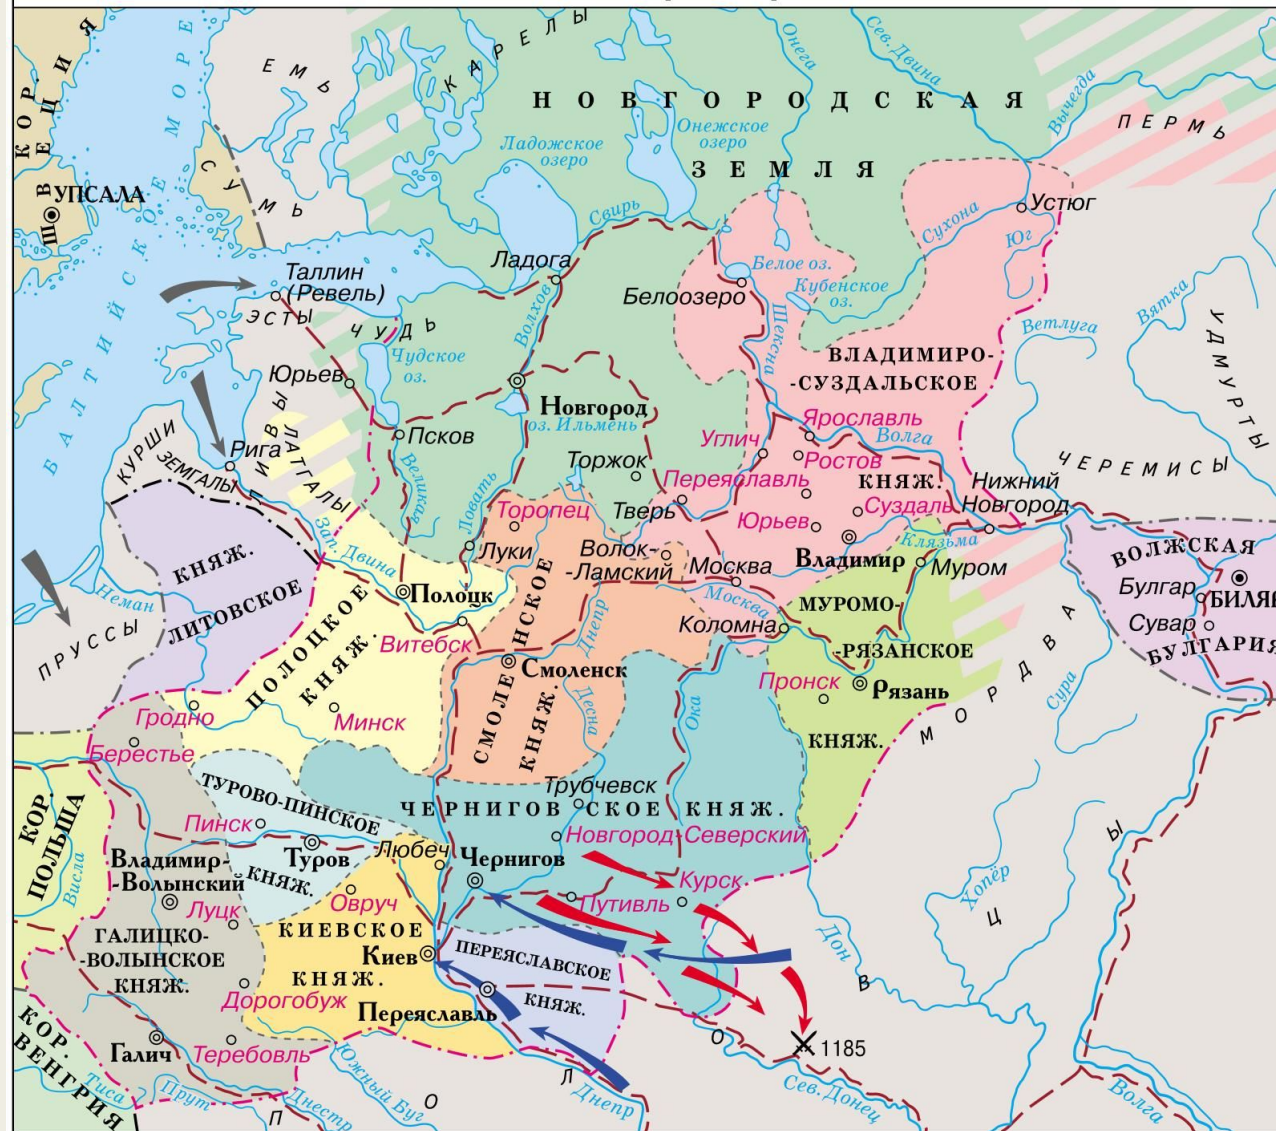 КОР.
ШВЕЦИЯ
УПСАЛА
БАЛТИЙСКОЕ МОРЕ
ЕМЬ
СУМЬ
КАРЕЛЫ
НОВГОРОДСКАЯ
ЗЕМЛЯ
Ладожское
озеро
Онежское
озеро
Онега
Сев. Двина
Вычегда
ПЕРМЬ
Свирь
Устюг
Сухона
Юг
Ладога
Волхов
Белоозеро
Белое оз.
Кубенское
оз.
Шексна
Таллин
(Ревель)
ЭСТЫ
ЧУДЬ
Чудское
оз.
Юрьев
Псков
Великая
Новгород
оз. Ильмень
Ловать
Торжок
Ветлуга
Вятка
УДМУРТЫ
ВЛАДИМИРО-
-СУЗДАЛЬСКОЕ
КНЯЖ.
Ярославль
Волга
Углич
Ростов
Переяславль
Тверь
Юрьев
Суздаль
Владимир
Клязьма
Нижний
Новгород
ЧЕРЕМИСЫ
Москва
Москва
Коломна
Муром
КУРШИ
ЗЕМГАЛЫ
ЛИВЫ
ЛАТГАЛЫ
Рига
Зап. Двина
КНЯЖ.
ЛИТОВСКОЕ
Неман
ПРУССЫ
Полоцк
ПОЛОЦКОЕ
КНЯЖ.
Витебск
Минск
Гродно
Берестье
Торопец
Луки
Волок-
-Ламский
СМОЛЕНСКОЕ
КНЯЖ.
Смоленск
Днепр
Десна
Ока
МУРОМО-
-РЯЗАНСКОЕ
КНЯЖ.
Пронск
Рязань
МОРДВА
Сура
ВОЛЖСКАЯ
БУЛГАРИЯ
Булгар
БИЛЯР
Сувар
КОР.
ПОЛЬША
Висла
ТУРОВО-ПИНСКОЕ
КНЯЖ.
Пинск
Туров
Владимир-
-Волынский
Луцк
ГАЛИЦКО-
-ВОЛЫНСКОЕ
КНЯЖ.
Дорогобуж
Галич
Теребовль
КОР.
ВЕНГРИЯ
Тиса
Прут
Днестр
Южный Буг
ЧЕРНИГОВСКОЕ КНЯЖ.
Трубчевск
Новгород-Северский
Любеч
Чернигов
Курск
Путивль
Овруч
КИЕВСКОЕ
КНЯЖ.
Киев
ПЕРЕЯСЛАВСКОЕ
КНЯЖ.
Переяславль
Днепр
Дон
Хопёр
1185
Сев. Донец
Волга
ПОЛОВЦЫ